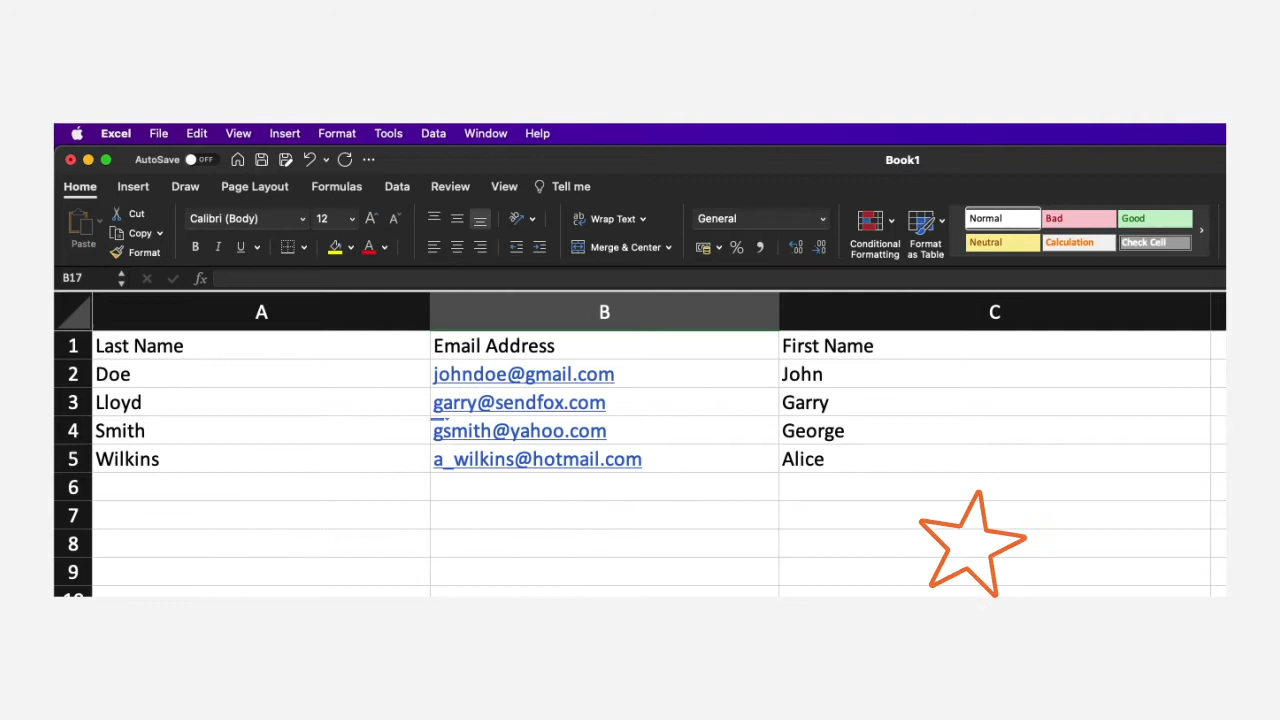 Excel File Edit View Insert Format Tools Data Window Help
AutoSave OFF Book1
Home Insert Draw Page Layout Formulas Data Review View Tell me
Paste Cut Copy Format
Calibri (Body) 12 A A
B I U A
ab Wrap Text
Merge & Center
General
%
Conditional Formatting
Format as Table
Normal Bad Good
Neutral Calculation Check Cell
B17 fx
A B C
1 Last Name Email Address First Name
2 Doe johndoe@gmail.com John
3 Lloyd garry@sendfox.com Garry
4 Smith gsmith@yahoo.com George
5 Wilkins a_wilkins@hotmail.com Alice
6
7
8
9